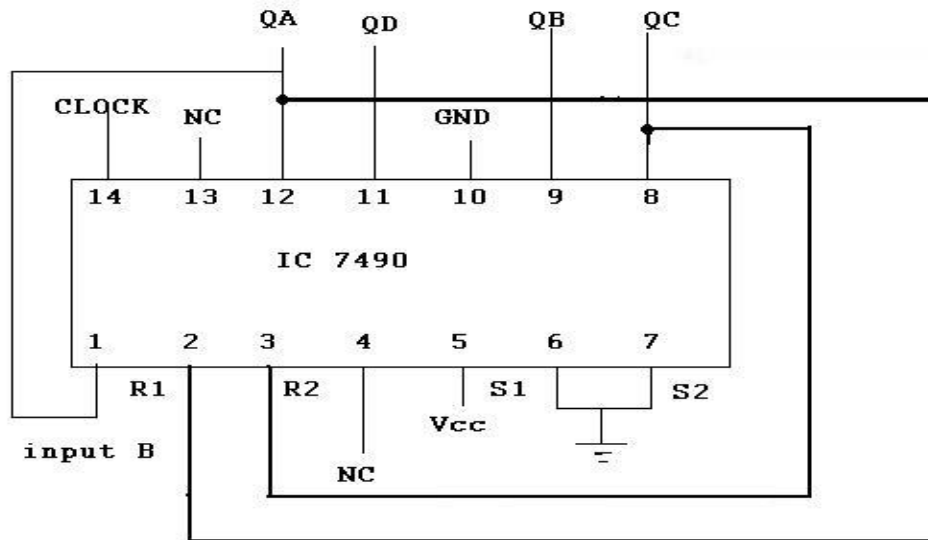 QA QD QB QC
CLOCK NC GND
14 13 12 11 10 9 8
IC 7490
1 2 3 4 5 6 7
R1 R2 S1 S2
Vcc
input B
NC